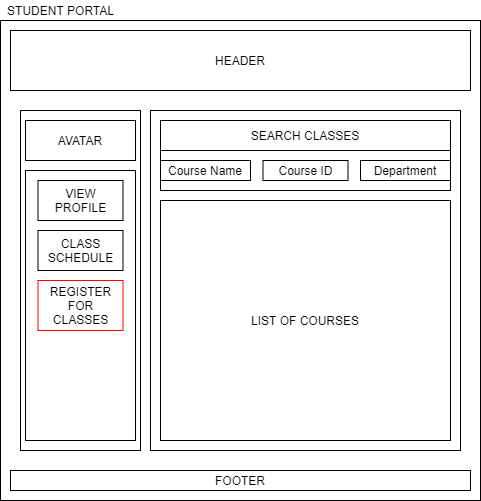 STUDENT PORTAL
HEADER
AVATAR
VIEW
PROFILE
CLASS
SCHEDULE
REGISTER
FOR
CLASSES
SEARCH CLASSES
Course Name
Course ID
Department
LIST OF COURSES
FOOTER